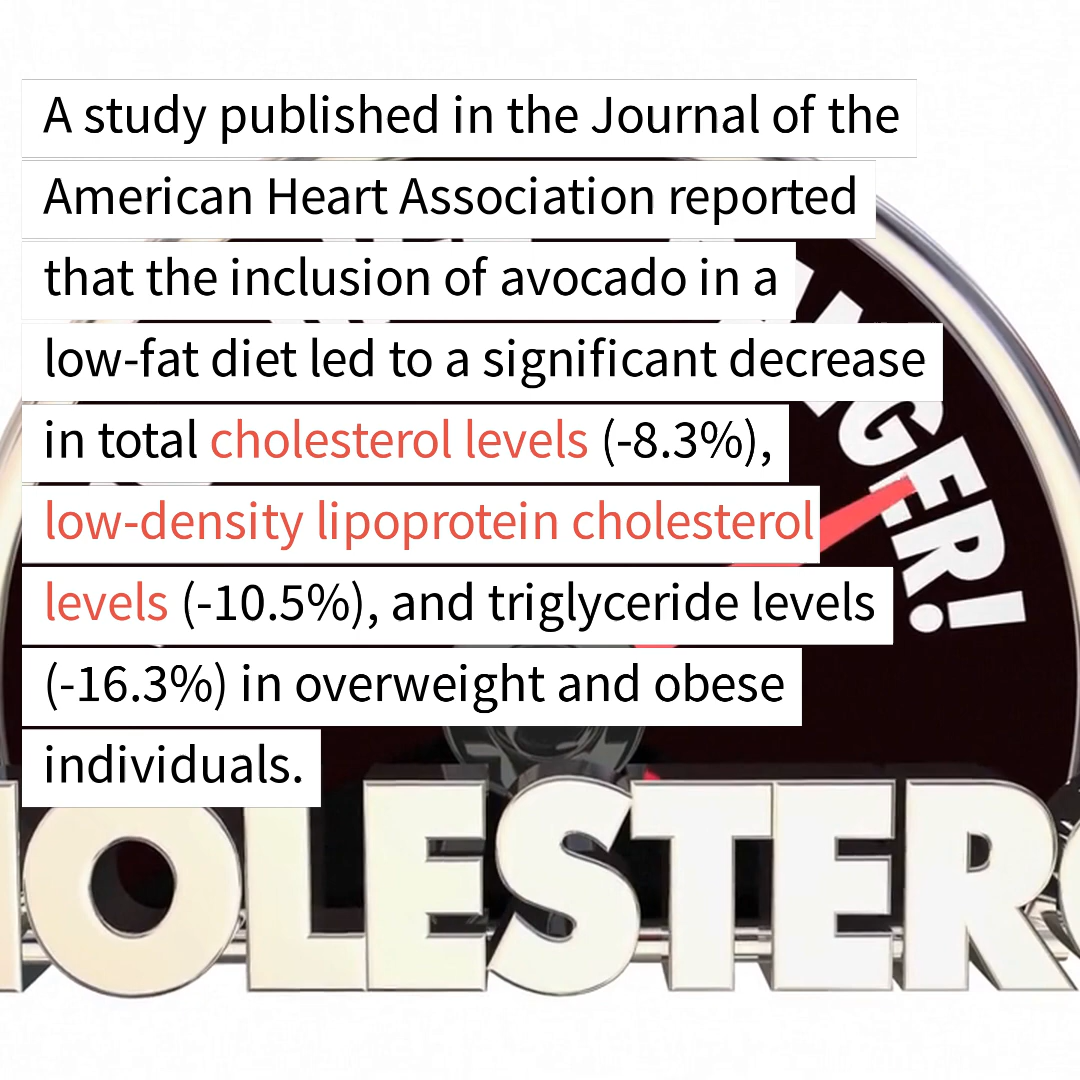 A study published in the Journal of the
American Heart Association reported
that the inclusion of avocado in a
low-fat diet led to a significant decrease
in total cholesterol levels (-8.3%),
low-density lipoprotein cholesterol
levels (-10.5%), and triglyceride levels
(-16.3%) in overweight and obese
individuals.
NGER!
HOLESTERO